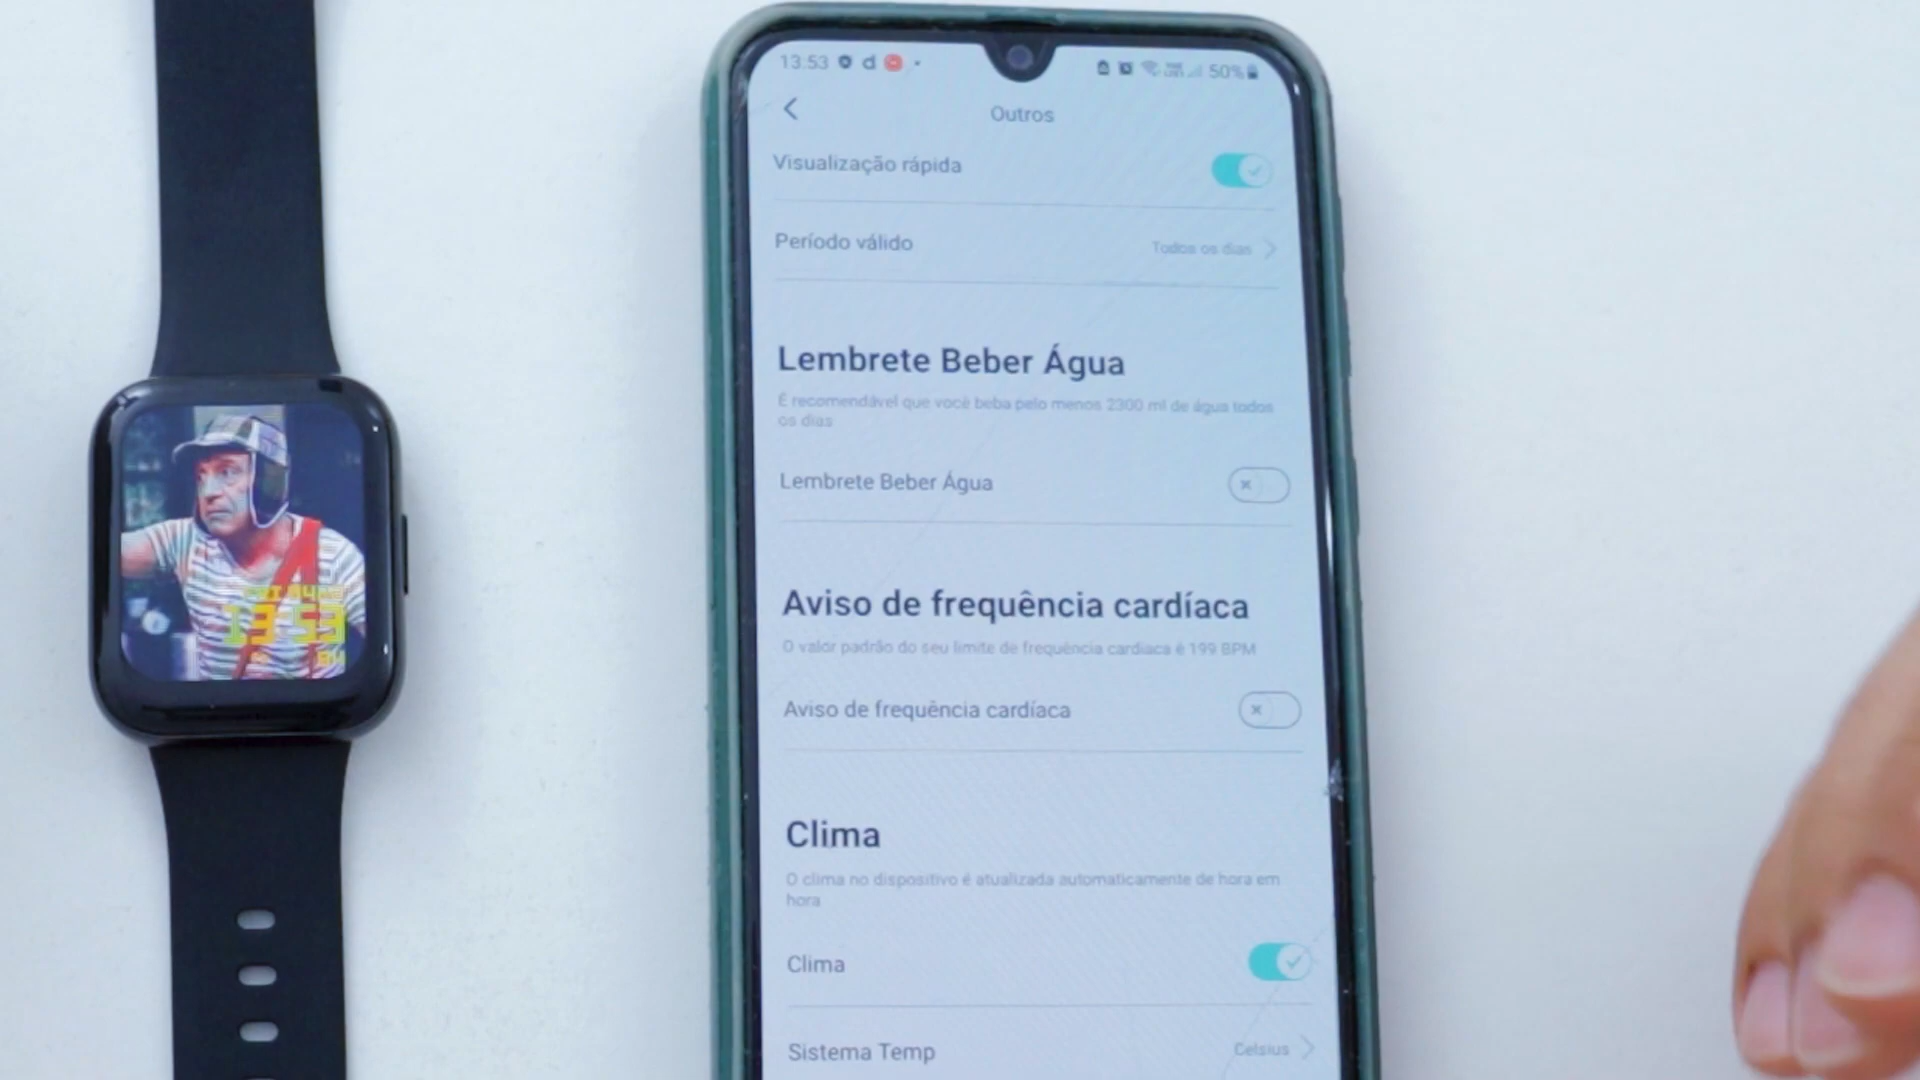 13:53
50%
Outros
Visualização rápida
Período válido
Todos os dias
Lembrete Beber Água
É recomendável que você beba pelo menos 2300 ml de água todos
os dias
Lembrete Beber Água
Aviso de frequência cardíaca
O valor padrão do seu limite de frequência cardíaca é 199 BPM
Aviso de frequência cardíaca
Clima
O clima no dispositivo é atualizada automaticamente de hora em
hora
Clima
Sistema Temp
Celsius
13 53